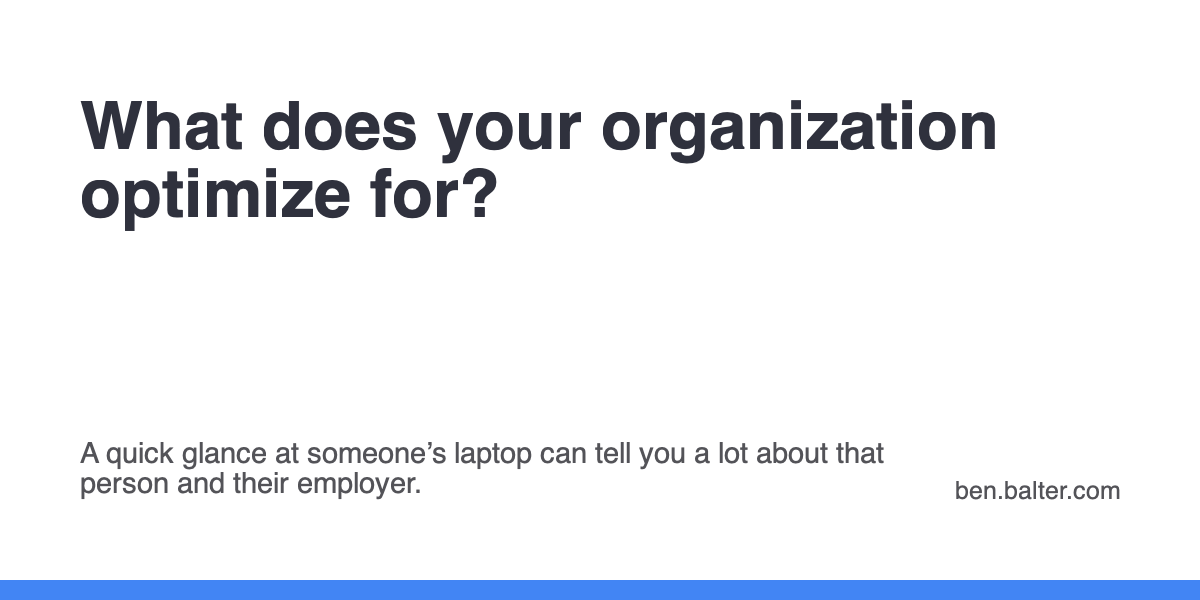 What does your organization
optimize for?
A quick glance at someone’s laptop can tell you a lot about that
person and their employer.
ben.balter.com